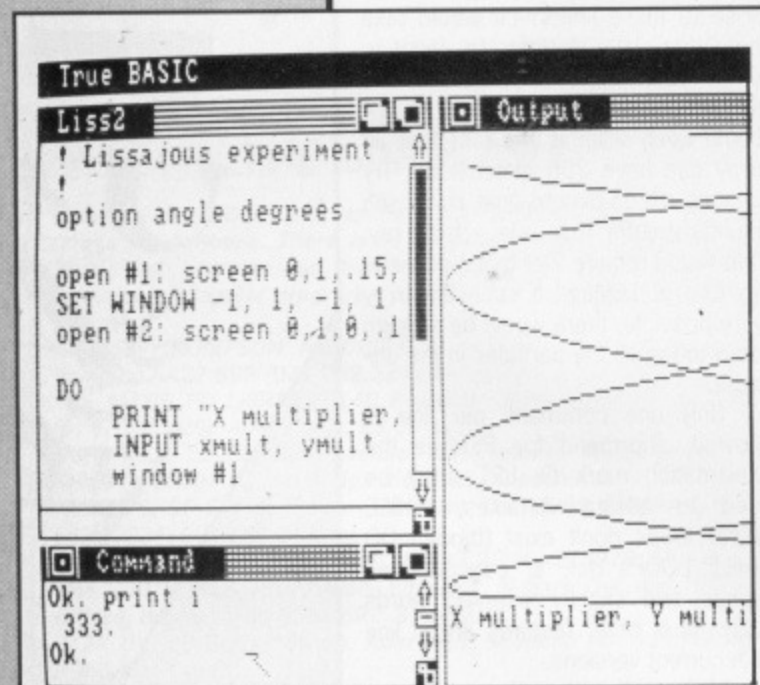 True BASIC
Liss2
! Lissajous experiment
!
option angle degrees
open #1: screen 0,1,.15,
SET WINDOW -1, 1, -1, 1
open #2: screen 0,1,0,.1
DO
PRINT "X multiplier,
INPUT xmult, ymult
window #1
Command
Ok. print i
333.
Ok.
Output
X multiplier, Y multi